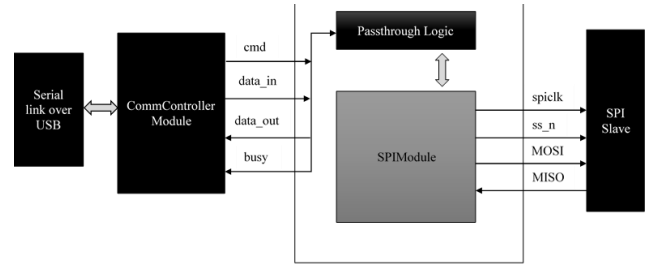 Serial
link over
USB
CommController
Module
cmd
data_in
data_out
busy
Passthrough Logic
SPIModule
spiclk
ss_n
MOSI
MISO
SPI
Slave